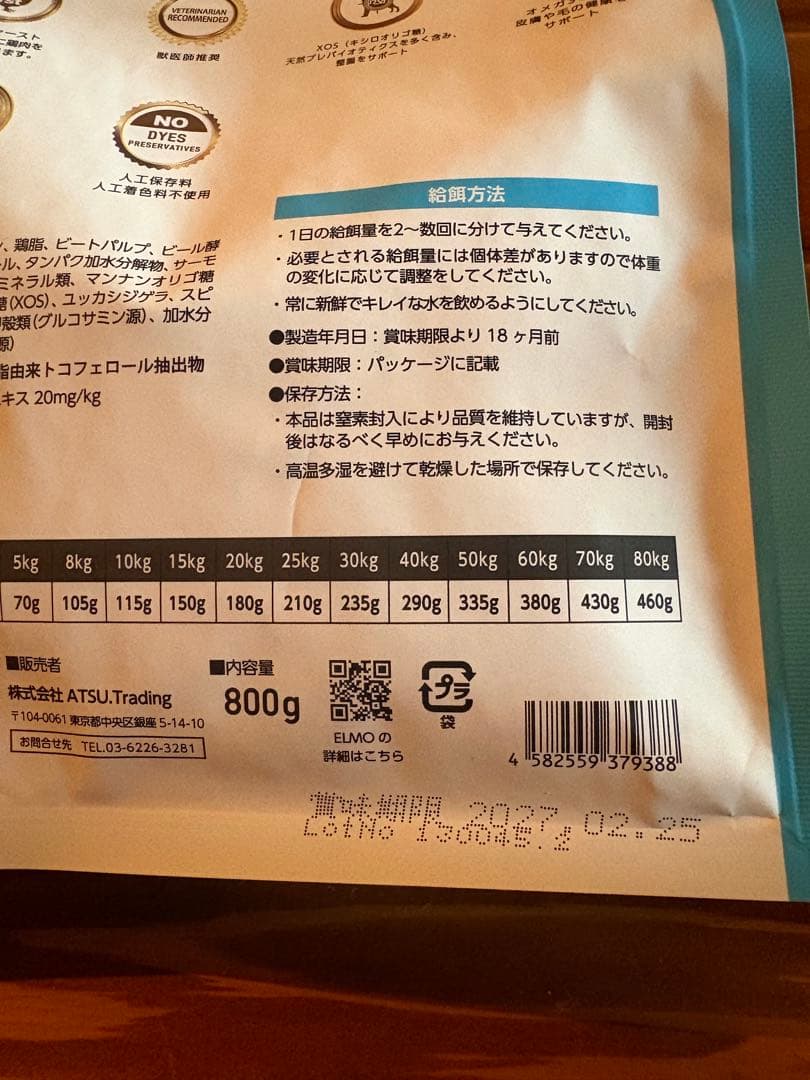 ースト
鶏肉を
ます。
VETERINARIAN
RECOMMENDED
獣医師推奨
XOS（キシロオリゴ糖）
天然プレバイオティクスを多く含み、
整腸をサポート
オメガ
皮膚や毛の健康を
サポート
NO
DYES
PRESERVATIVES
人工保存料
人工着色料不使用
、鶏脂、ビートパルプ、ビール酵
ル、タンパク加水分解物、サーモ
ミネラル類、マンナンオリゴ糖
糖(XOS)、ユッカシジゲラ、スピ
殻類(グルコサミン源)、加水分
源)
脂由来トコフェロール抽出物
キス 20mg/kg
給餌方法
・1日の給餌量を2〜数回に分けて与えてください。
・必要とされる給餌量には個体差がありますので体重
の変化に応じて調整をしてください。
・常に新鮮でキレイな水を飲めるようにしてください。
●製造年月日：賞味期限より 18 ヶ月前
●賞味期限：パッケージに記載
●保存方法：
・本品は窒素封入により品質を維持していますが、開封
後はなるべく早めにお与えください。
・高温多湿を避けて乾燥した場所で保存してください。
5kg 8kg 10kg 15kg 20kg 25kg 30kg 40kg 50kg 60kg 70kg 80kg
70g 105g 115g 150g 180g 210g 235g 290g 335g 380g 430g 460g
■販売者
株式会社 ATSU.Trading
〒104-0061 東京都中央区銀座 5-14-10
お問合せ先 TEL.03-6226-3281
■内容量
800g
ELMO の
詳細はこちら
プラ
袋
4 582559 379388
賞味期限 2027 02.25
LotNo